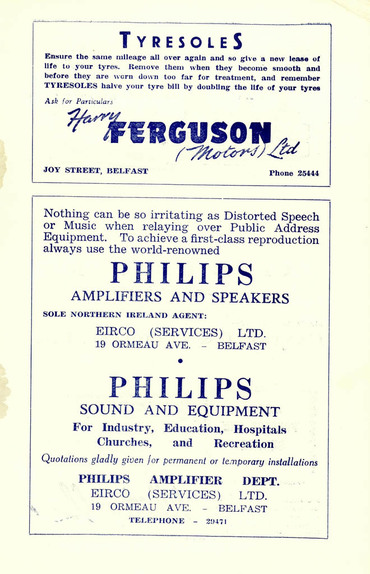 TYRESOLES
Ensure the same mileage all over again and so give a new lease of
life to your tyres. Remove them when they become smooth and
before they are worn down too far for treatment, and remember
TYRESOLES halve your tyre bill by doubling the life of your tyres
Ask for Particulars
Harry
FERGUSON
(Motors) Ltd
JOY STREET, BELFAST Phone 25444
Nothing can be so irritating as Distorted Speech
or Music when relaying over Public Address
Equipment. To achieve a first-class reproduction
always use the world-renowned
PHILIPS
AMPLIFIERS AND SPEAKERS
SOLE NORTHERN IRELAND AGENT:
EIRCO (SERVICES) LTD.
19 ORMEAU AVE. - BELFAST
•
PHILIPS
SOUND AND EQUIPMENT
For Industry, Education, Hospitals
Churches, and Recreation
Quotations gladly given for permanent or temporary installations
PHILIPS AMPLIFIER DEPT.
EIRCO (SERVICES) LTD.
19 ORMEAU AVE. - BELFAST
TELEPHONE - 29471